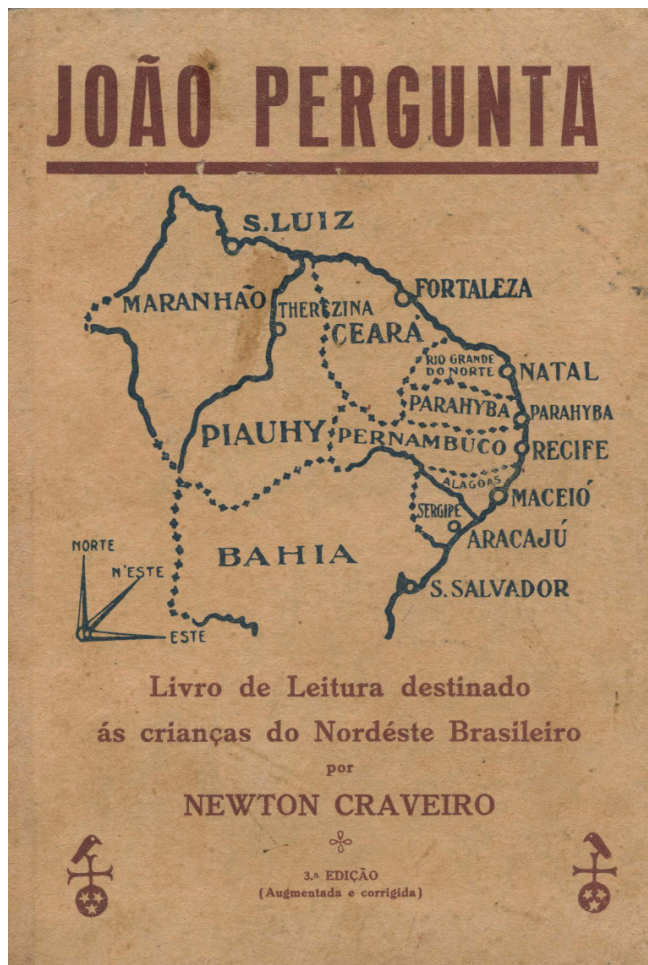 JOÃO PERGUNTA
S.LUIZ
MARANHÃO
THEREZINA
FORTALEZA
CEARÁ
RIO GRANDE
DO NORTE
NATAL
PARAHYBA
PARAHYBA
PIAUHY
PERNAMBUCO
RECIFE
ALAGOAS
MACEIÓ
SERGIPE
ARACAJÚ
BAHIA
S.SALVADOR
NORTE
N'ESTE
ESTE
Livro de Leitura destinado
ás crianças do Nordéste Brasileiro
por
NEWTON CRAVEIRO
3.ª EDIÇÃO
(Augmentada e corrigida)